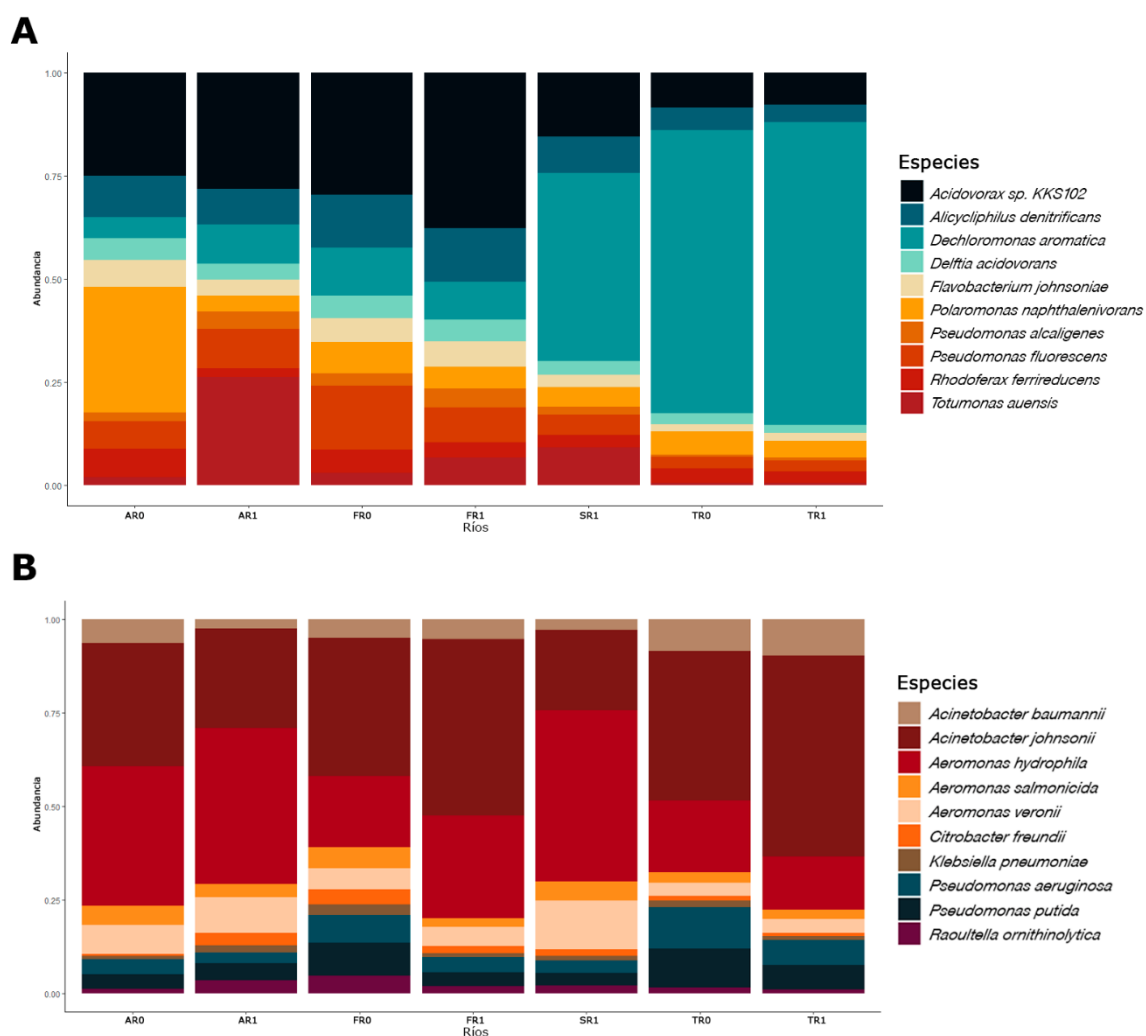 A
1.00
0.75
0.50
0.25
0.00
Abundancia
AR0 AR1 FR0 FR1 SR1 TR0 TR1
Ríos
Especies
Acidovorax sp. KKS102
Alicycliphilus denitrificans
Dechloromonas aromatica
Delftia acidovorans
Flavobacterium johnsoniae
Polaromonas naphthalenivorans
Pseudomonas alcaligenes
Pseudomonas fluorescens
Rhodoferax ferrireducens
Totumonas auensis
B
1.00
0.75
0.50
0.25
0.00
Abundancia
AR0 AR1 FR0 FR1 SR1 TR0 TR1
Ríos
Especies
Acinetobacter baumannii
Acinetobacter johnsonii
Aeromonas hydrophila
Aeromonas salmonicida
Aeromonas veronii
Citrobacter freundii
Klebsiella pneumoniae
Pseudomonas aeruginosa
Pseudomonas putida
Raoultella ornithinolytica